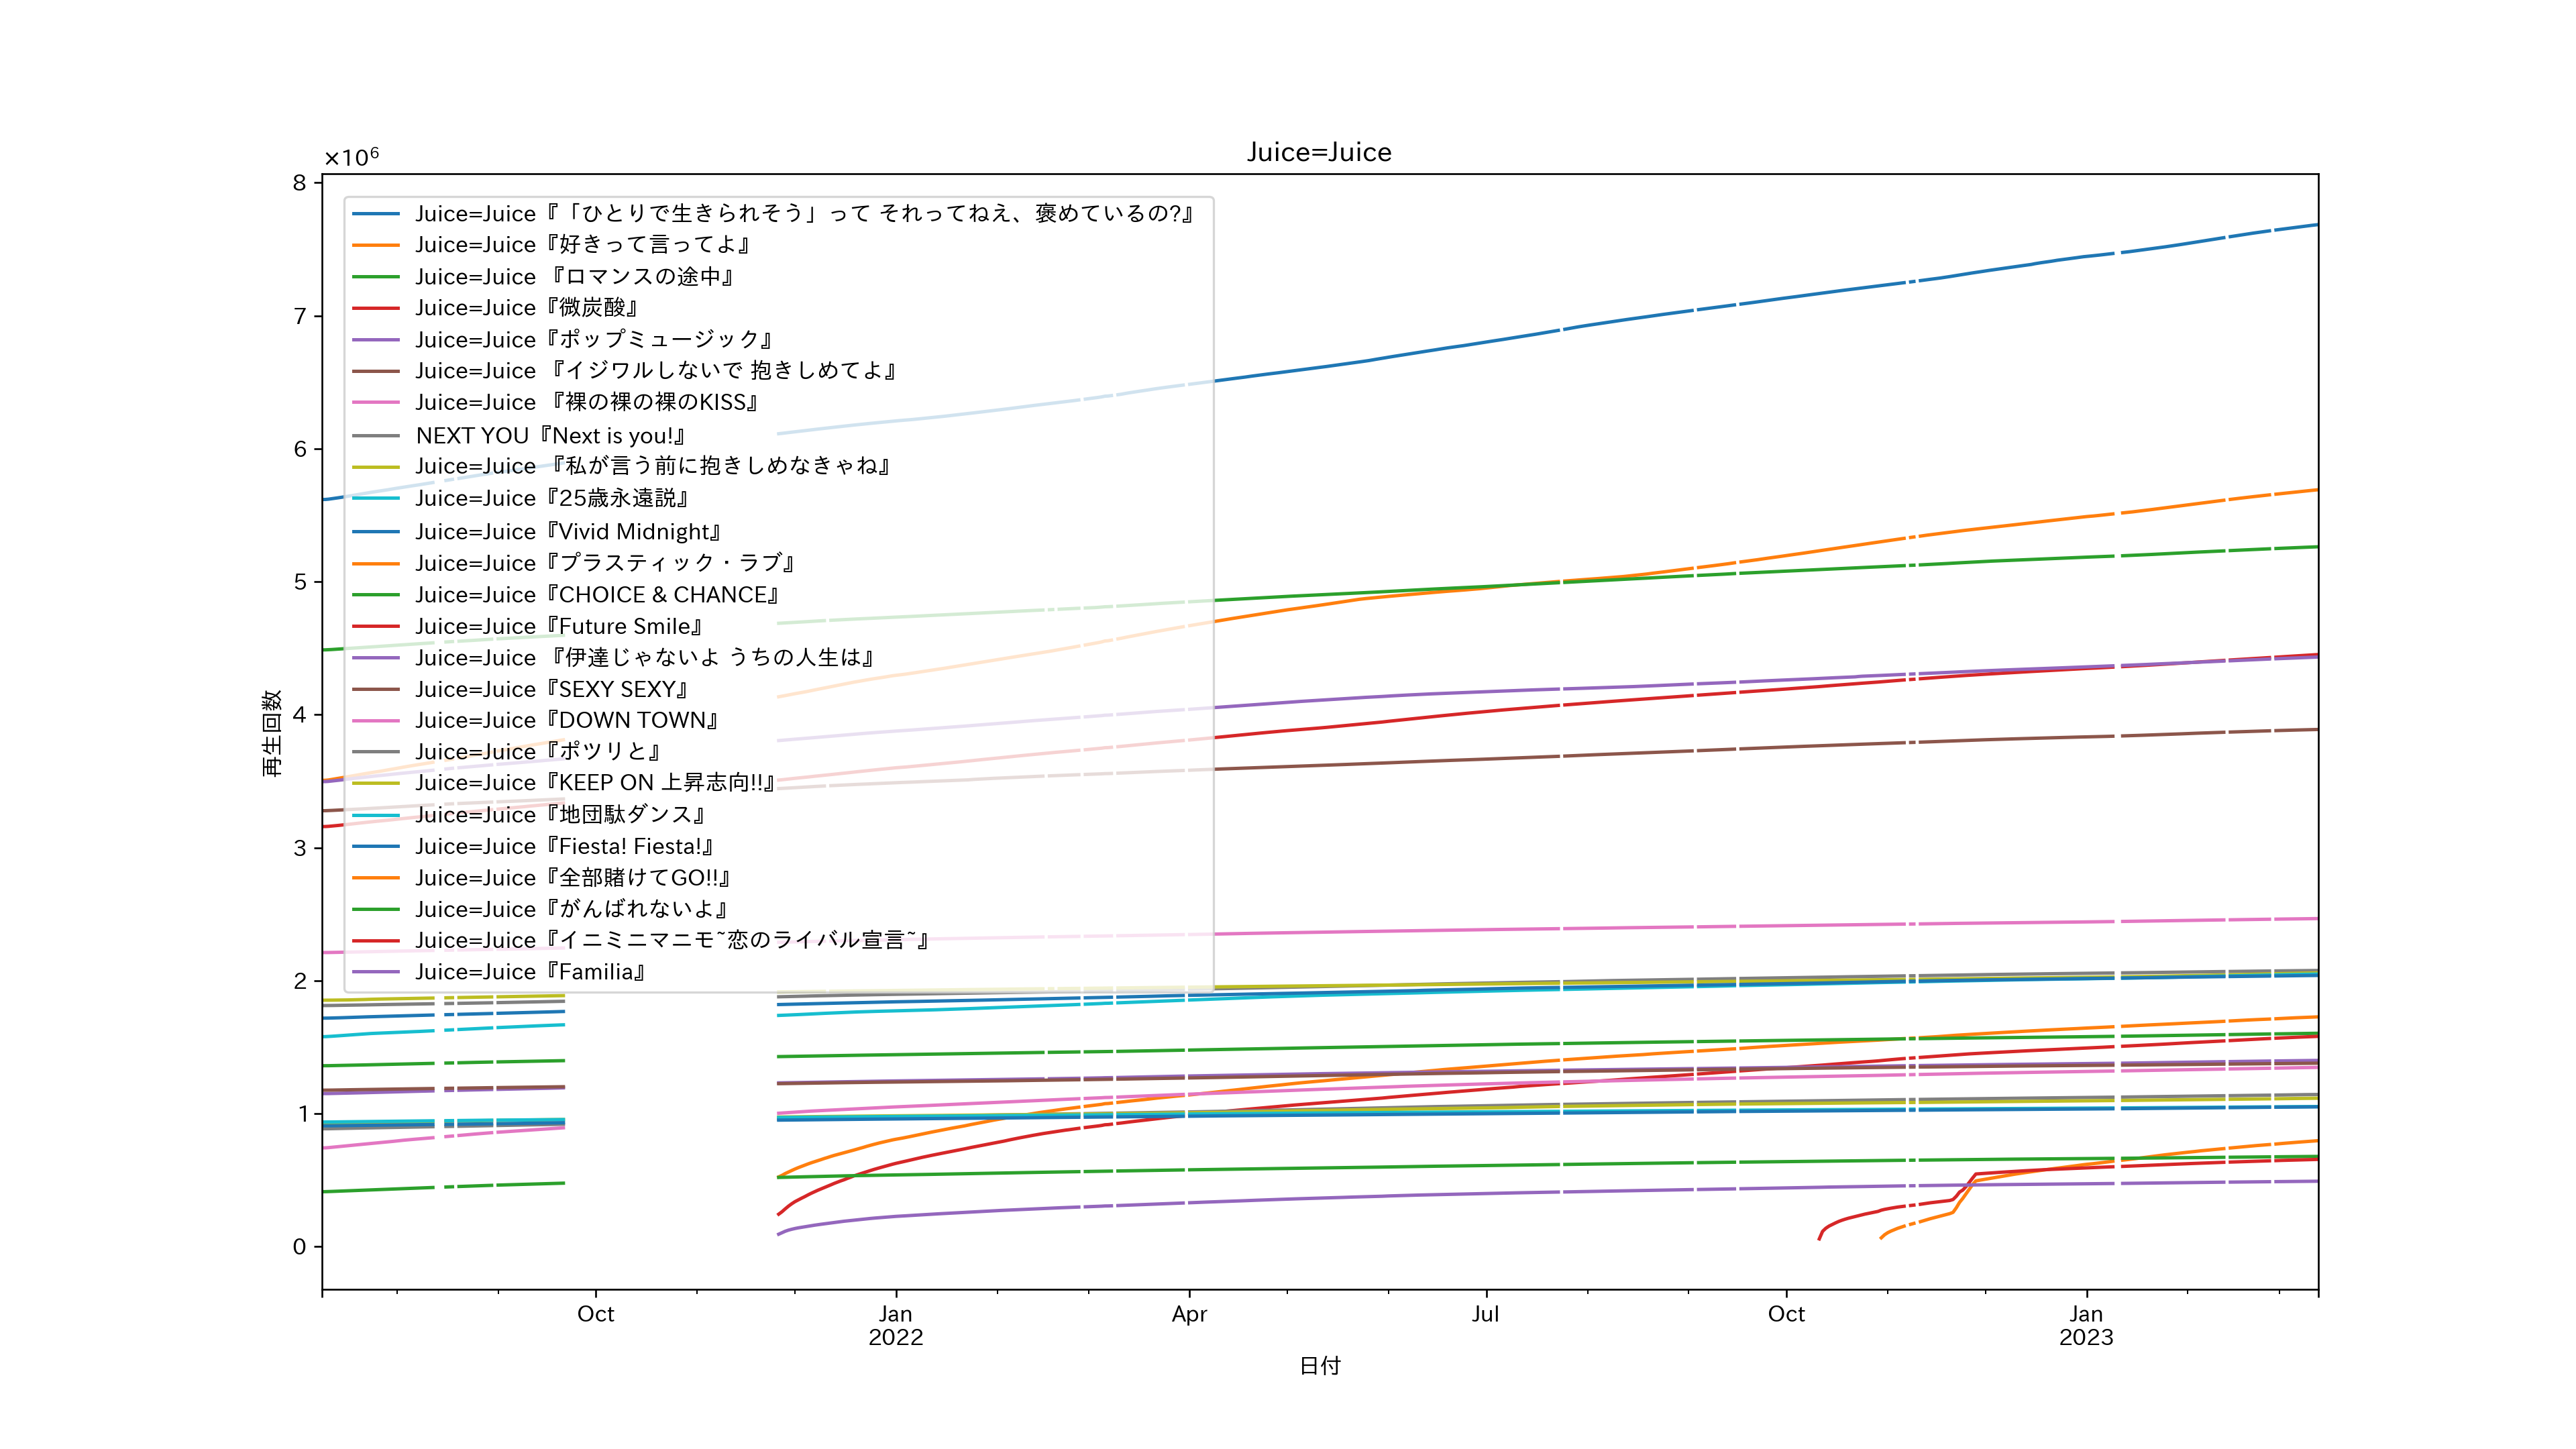 Juice=Juice
×10⁶
8
7
6
5
4
3
2
1
0
再生回数
Juice=Juice『「ひとりで生きられそう」って それってねえ、褒めているの?』
Juice=Juice『好きって言ってよ』
Juice=Juice 『ロマンスの途中』
Juice=Juice『微炭酸』
Juice=Juice『ポップミュージック』
Juice=Juice 『イジワルしないで 抱きしめてよ』
Juice=Juice 『裸の裸の裸のKISS』
NEXT YOU『Next is you!』
Juice=Juice 『私が言う前に抱きしめなきゃね』
Juice=Juice『25歳永遠説』
Juice=Juice『Vivid Midnight』
Juice=Juice『プラスティック・ラブ』
Juice=Juice『CHOICE & CHANCE』
Juice=Juice『Future Smile』
Juice=Juice 『伊達じゃないよ うちの人生は』
Juice=Juice『SEXY SEXY』
Juice=Juice『DOWN TOWN』
Juice=Juice『ポツリと』
Juice=Juice『KEEP ON 上昇志向!!』
Juice=Juice『地団駄ダンス』
Juice=Juice『Fiesta! Fiesta!』
Juice=Juice『全部賭けてGO!!』
Juice=Juice『がんばれないよ』
Juice=Juice『イニミニマニモ~恋のライバル宣言~』
Juice=Juice『Familia』
Oct
Jan
2022
Apr
Jul
Oct
Jan
2023
日付